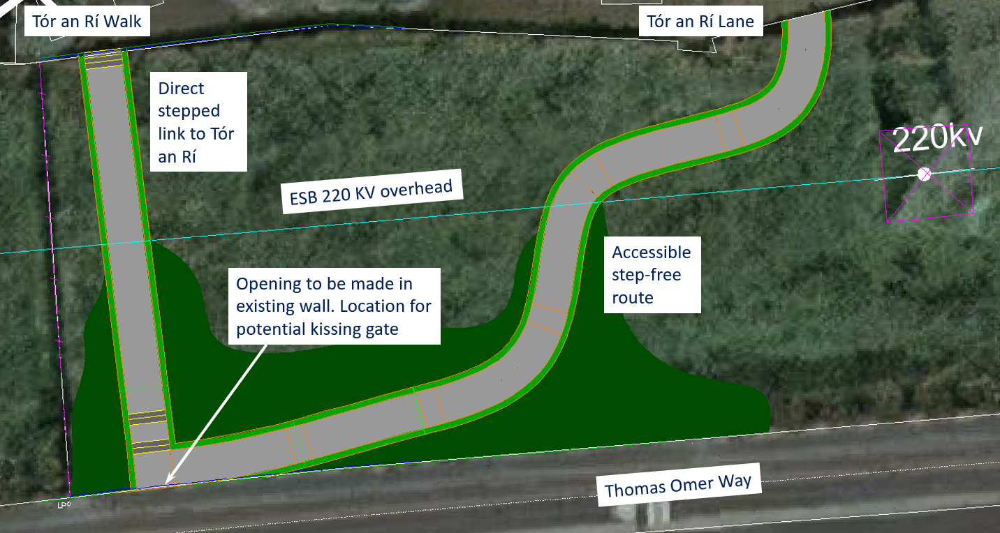 Tór an Rí Walk
Tór an Rí Lane
Direct
stepped
link to Tór
an Rí
220kv
ESB 220 KV overhead
Accessible
step-free
route
Opening to be made in
existing wall. Location for
potential kissing gate
Thomas Omer Way
LP